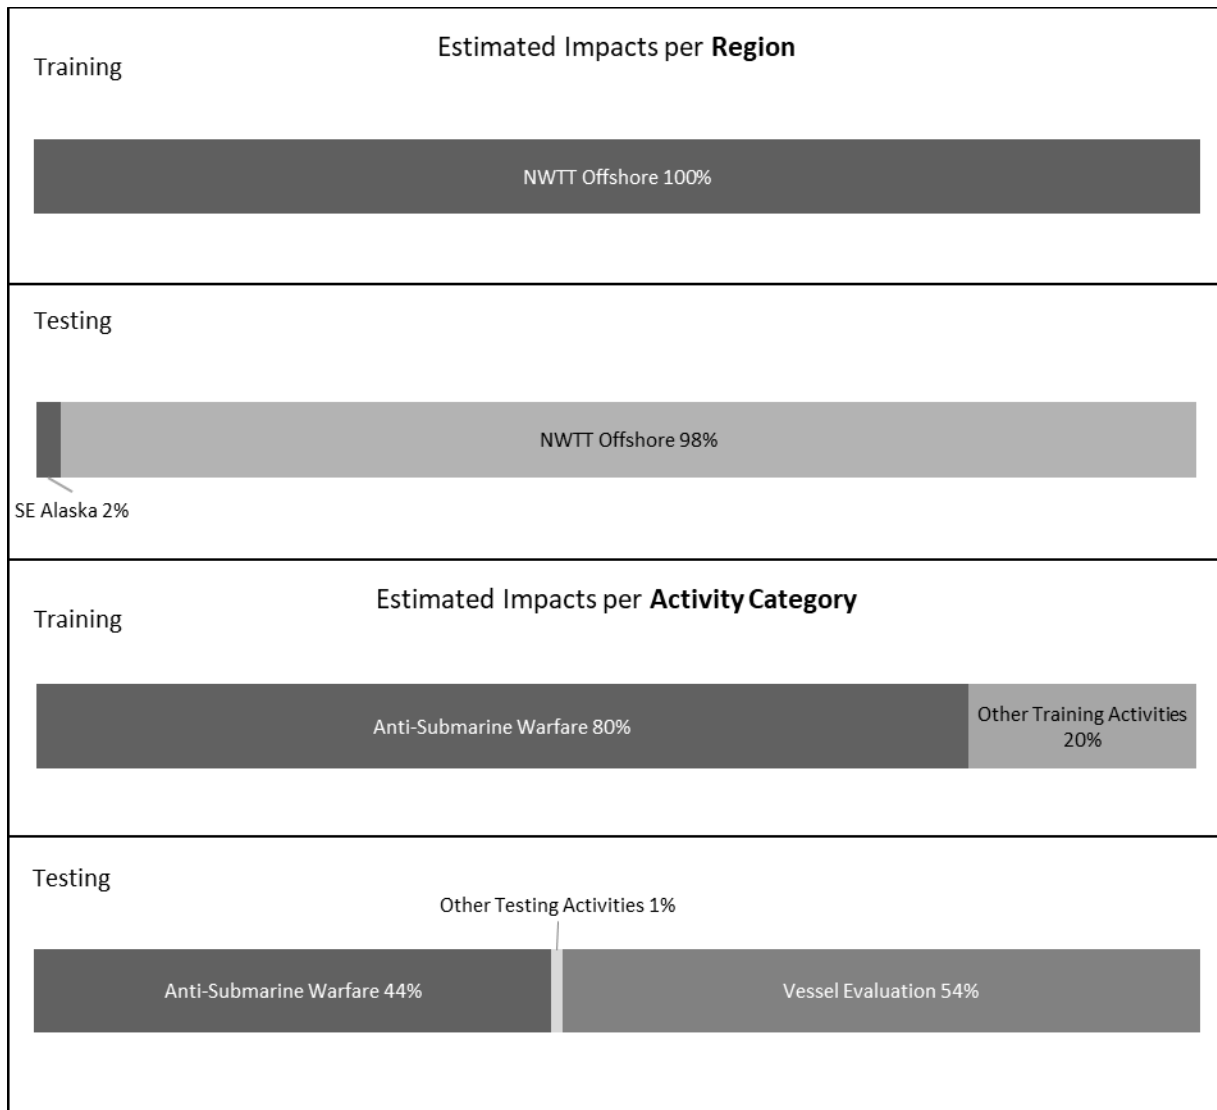 Estimated Impacts per Region
Training
NWTT Offshore 100%
Testing
NWTT Offshore 98%
SE Alaska 2%
Estimated Impacts per Activity Category
Training
Anti-Submarine Warfare 80%
Other Training Activities
20%
Testing
Other Testing Activities 1%
Anti-Submarine Warfare 44%
Vessel Evaluation 54%